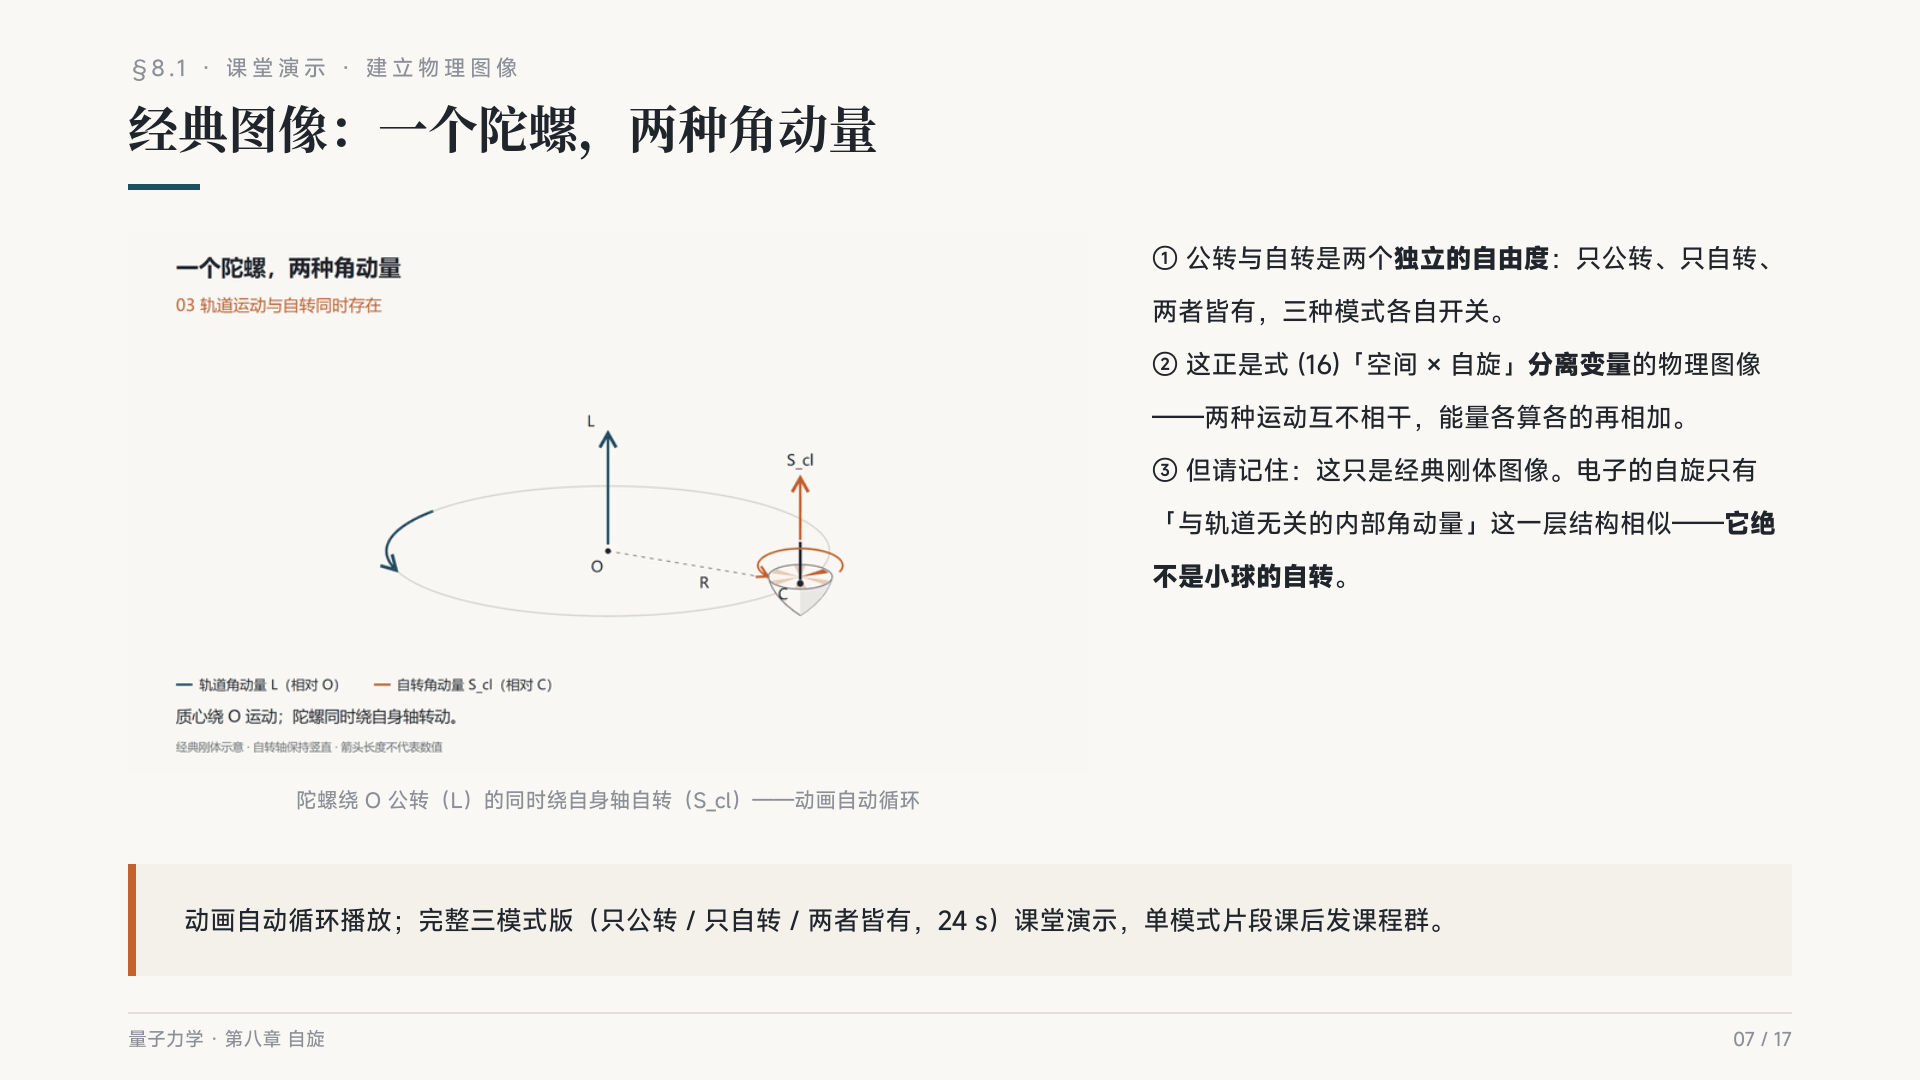 §8.1 · 课堂演示 · 建立物理图像
经典图像：一个陀螺，两种角动量
一个陀螺，两种角动量
03 轨道运动与自转同时存在
L
S_cl
O
R
C
轨道角动量 L（相对 O） 自转角动量 S_cl（相对 C）
质心绕 O 运动；陀螺同时绕自身轴转动。
经典刚体示意 · 自转轴保持竖直 · 箭头长度不代表数值
陀螺绕 O 公转（L）的同时绕自身轴自转（S_cl）——动画自动循环
① 公转与自转是两个独立的自由度：只公转、只自转、
两者皆有，三种模式各自开关。
② 这正是式 (16)「空间 × 自旋」分离变量的物理图像
——两种运动互不相干，能量各算各的再相加。
③ 但请记住：这只是经典刚体图像。电子的自旋只有
「与轨道无关的内部角动量」这一层结构相似——它绝
不是小球的自转。
动画自动循环播放；完整三模式版（只公转 / 只自转 / 两者皆有，24 s）课堂演示，单模式片段课后发课程群。
量子力学 · 第八章 自旋
07 / 17